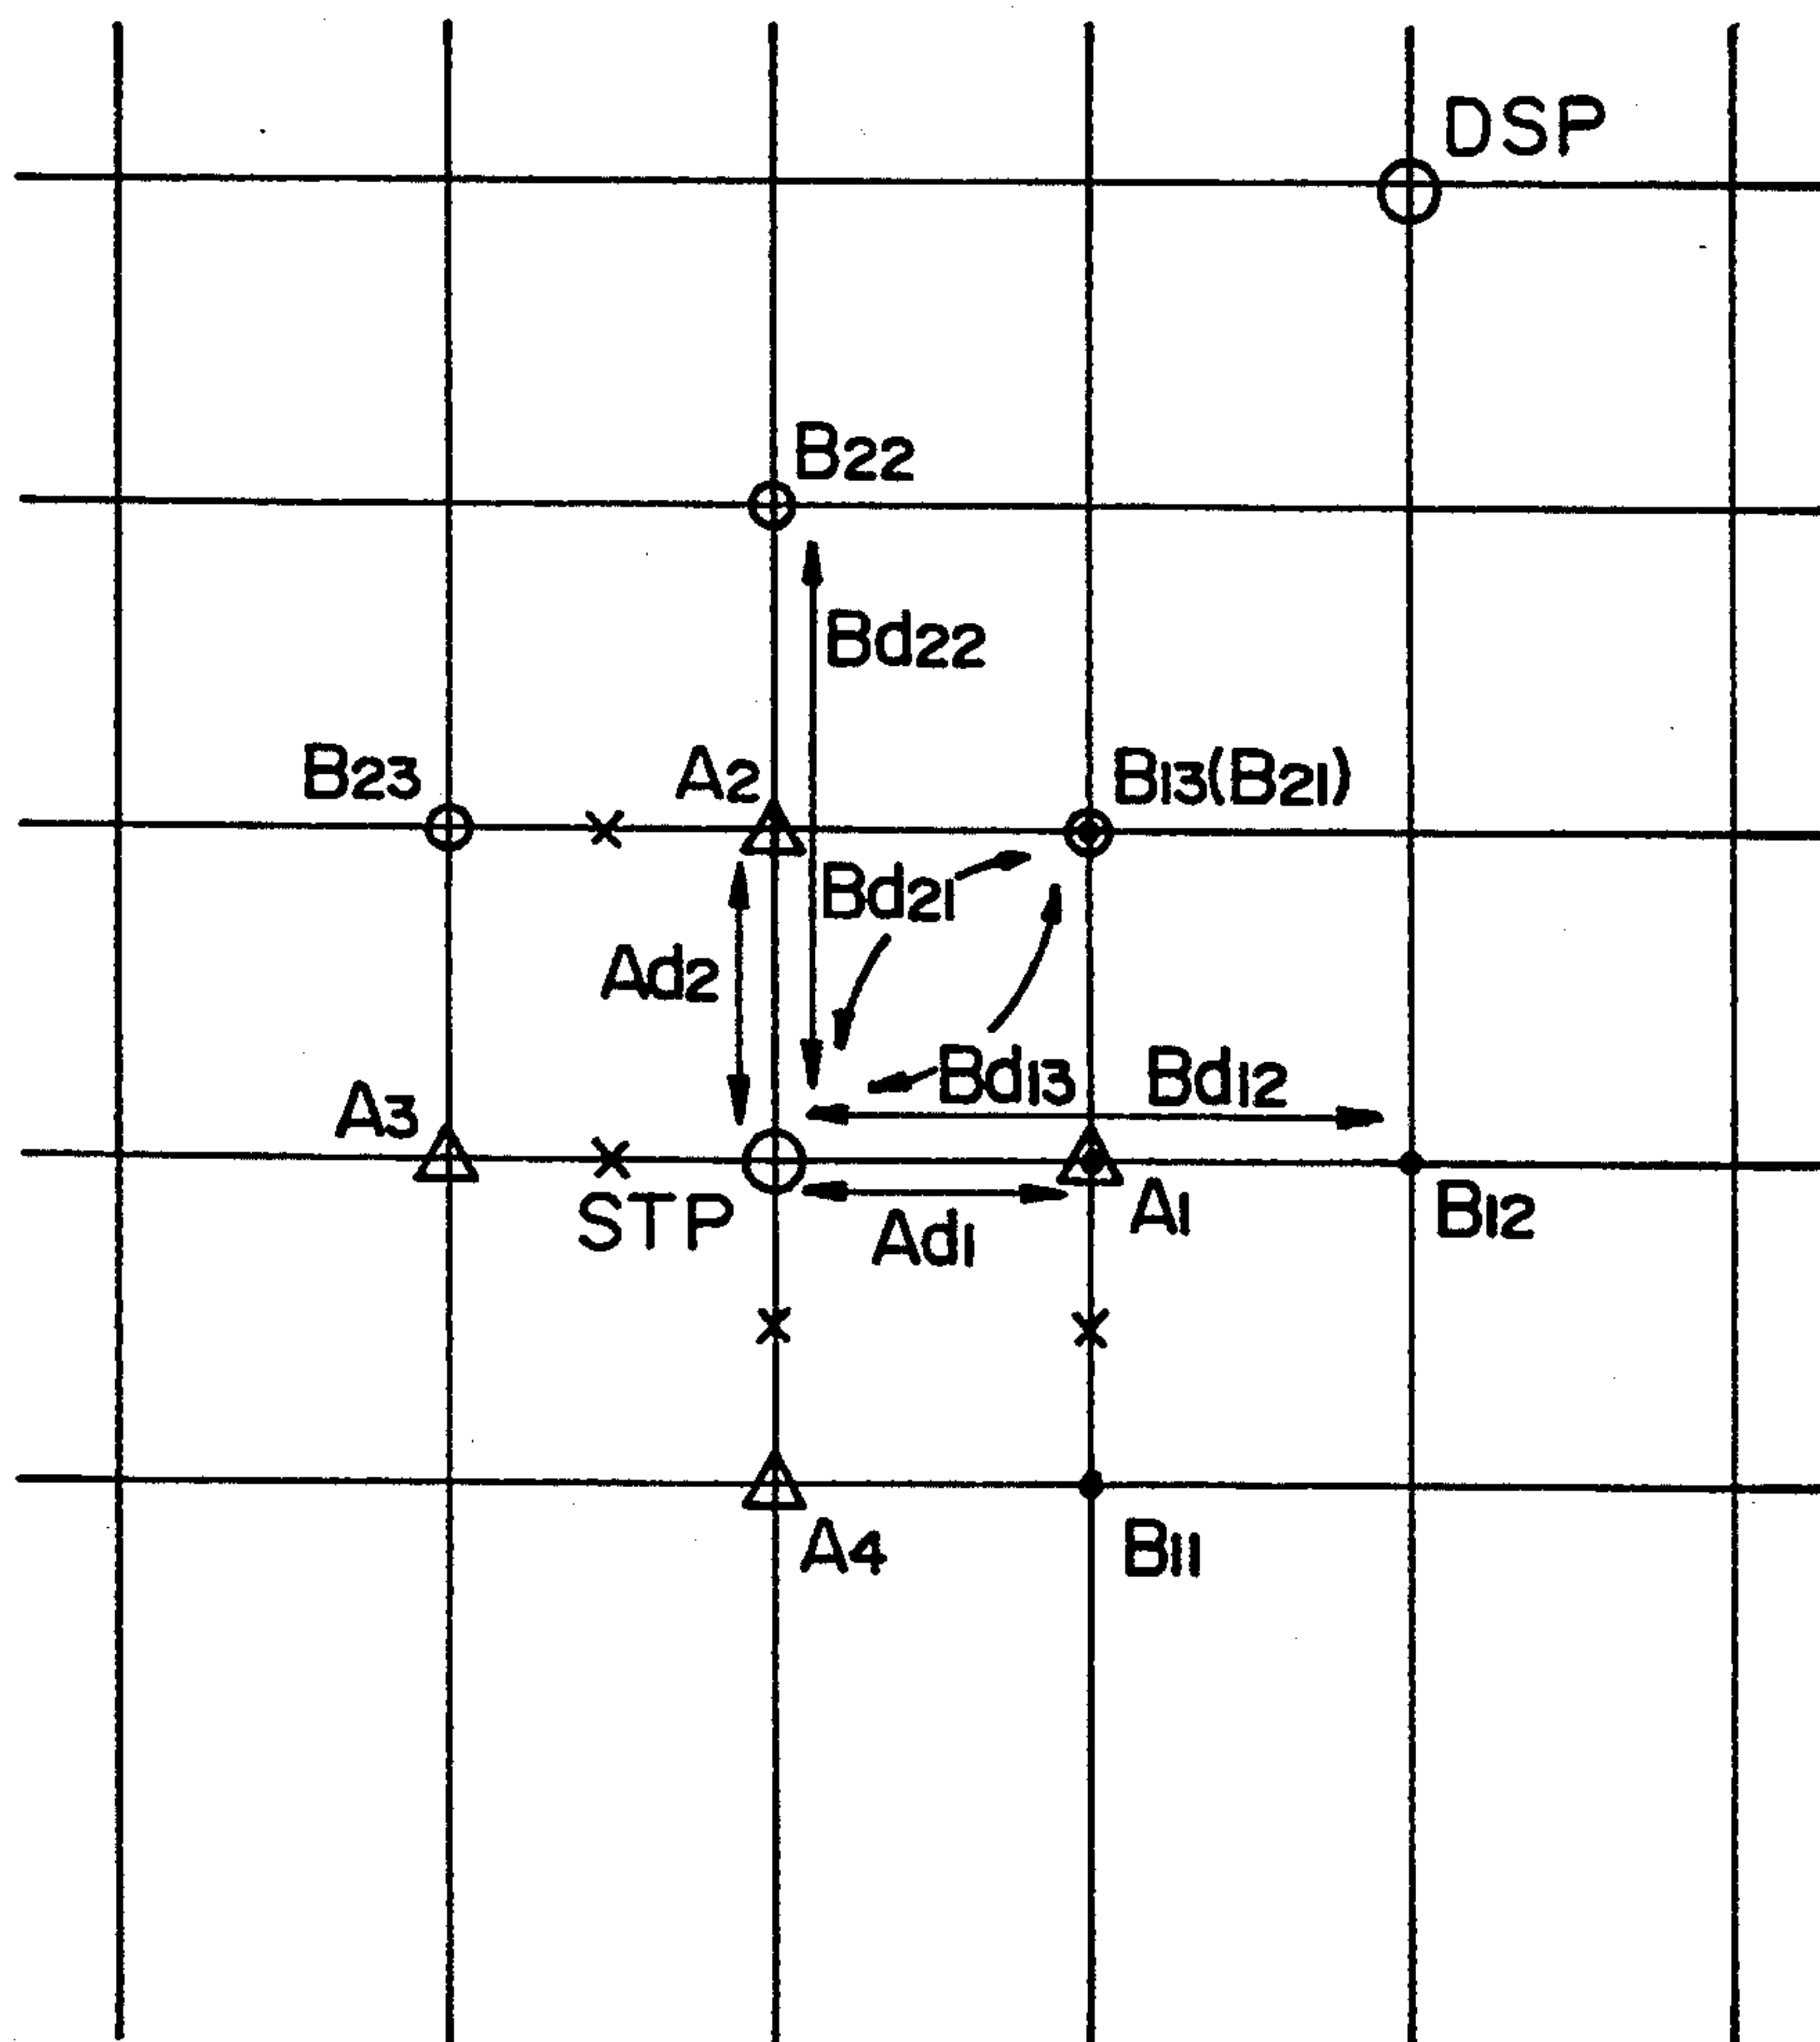 DSP
B22
Bd22
B23
A2
B13(B21)
Bd21
Ad2
Bd13
Bd12
A3
STP
Ad1
A1
B12
A4
B11